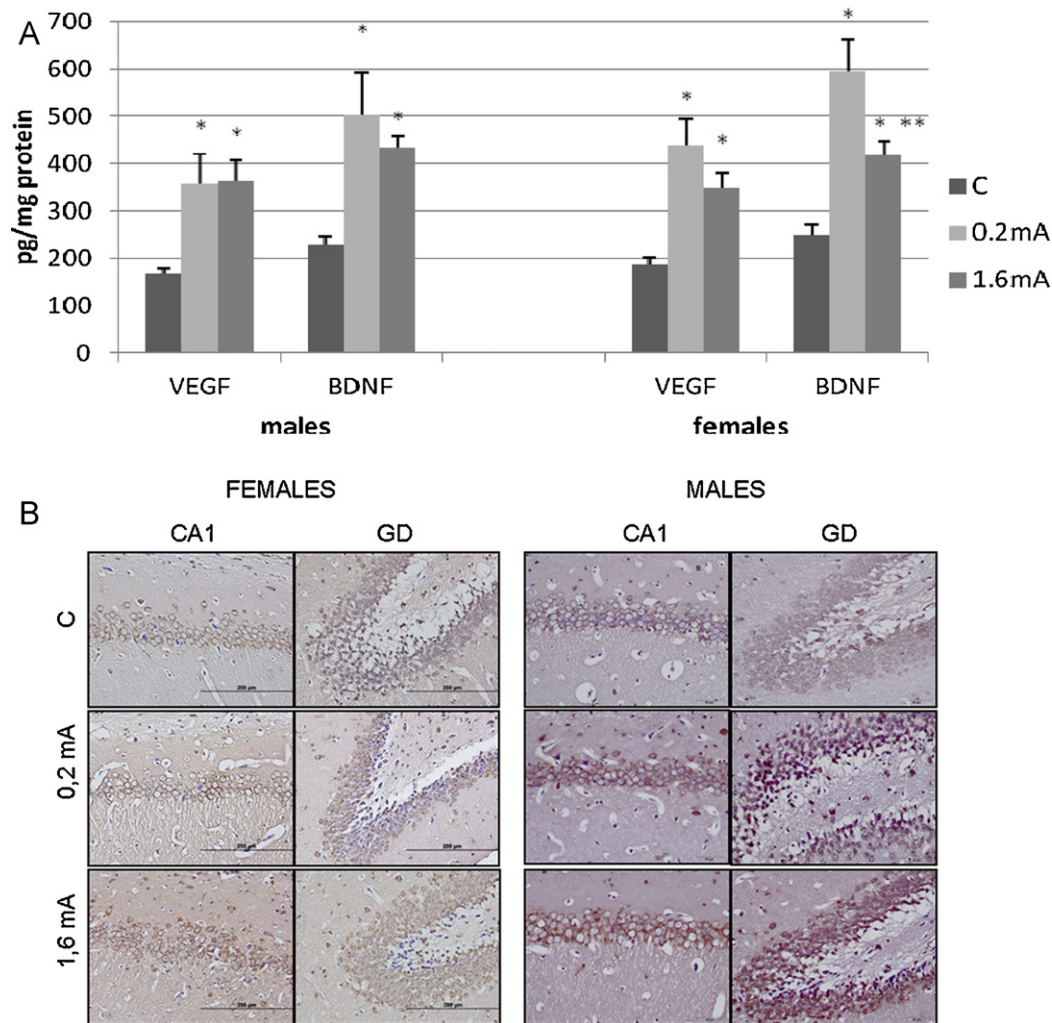 A
700
600
500
400
300
200
100
0
pg/mg protein
* * * * * * * * **
C
0.2mA
1.6mA
VEGF BDNF VEGF BDNF
males females
B
FEMALES MALES
CA1 GD CA1 GD
C
200 µm 200 µm
0,2 mA
200 µm 200 µm
1,6 mA
200 µm 200 µm